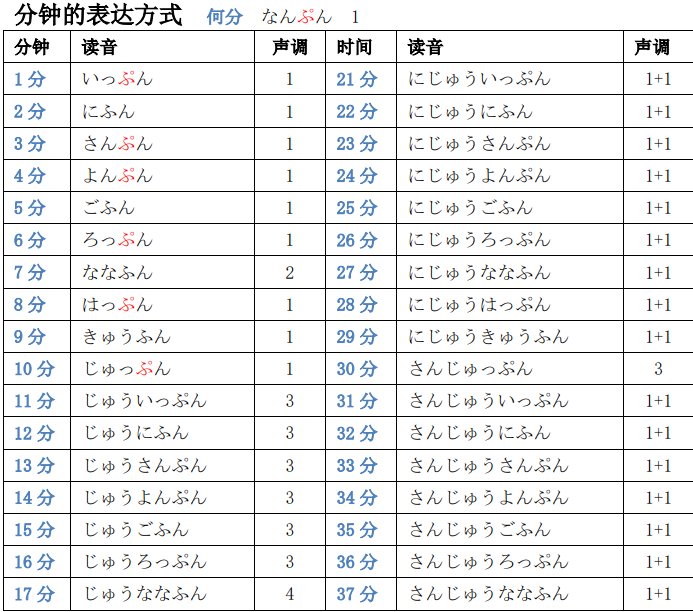 分钟的表达方式 何分 なんぷん 1
分钟 读音 声调 时间 读音 声调
1分 いっぷん 1 21分 にじゅういっぷん 1+1
2分 にふん 1 22分 にじゅうにふん 1+1
3分 さんぷん 1 23分 にじゅうさんぷん 1+1
4分 よんぷん 1 24分 にじゅうよんぷん 1+1
5分 ごふん 1 25分 にじゅうごふん 1+1
6分 ろっぷん 1 26分 にじゅうろっぷん 1+1
7分 ななふん 2 27分 にじゅうななふん 1+1
8分 はっぷん 1 28分 にじゅうはっぷん 1+1
9分 きゅうふん 1 29分 にじゅうきゅうふん 1+1
10分 じゅっぷん 1 30分 さんじゅっぷん 3
11分 じゅういっぷん 3 31分 さんじゅういっぷん 1+1
12分 じゅうにふん 3 32分 さんじゅうにふん 1+1
13分 じゅうさんぷん 3 33分 さんじゅうさんぷん 1+1
14分 じゅうよんぷん 3 34分 さんじゅうよんぷん 1+1
15分 じゅうごふん 3 35分 さんじゅうごふん 1+1
16分 じゅうろっぷん 3 36分 さんじゅうろっぷん 1+1
17分 じゅうななふん 4 37分 さんじゅうななふん 1+1